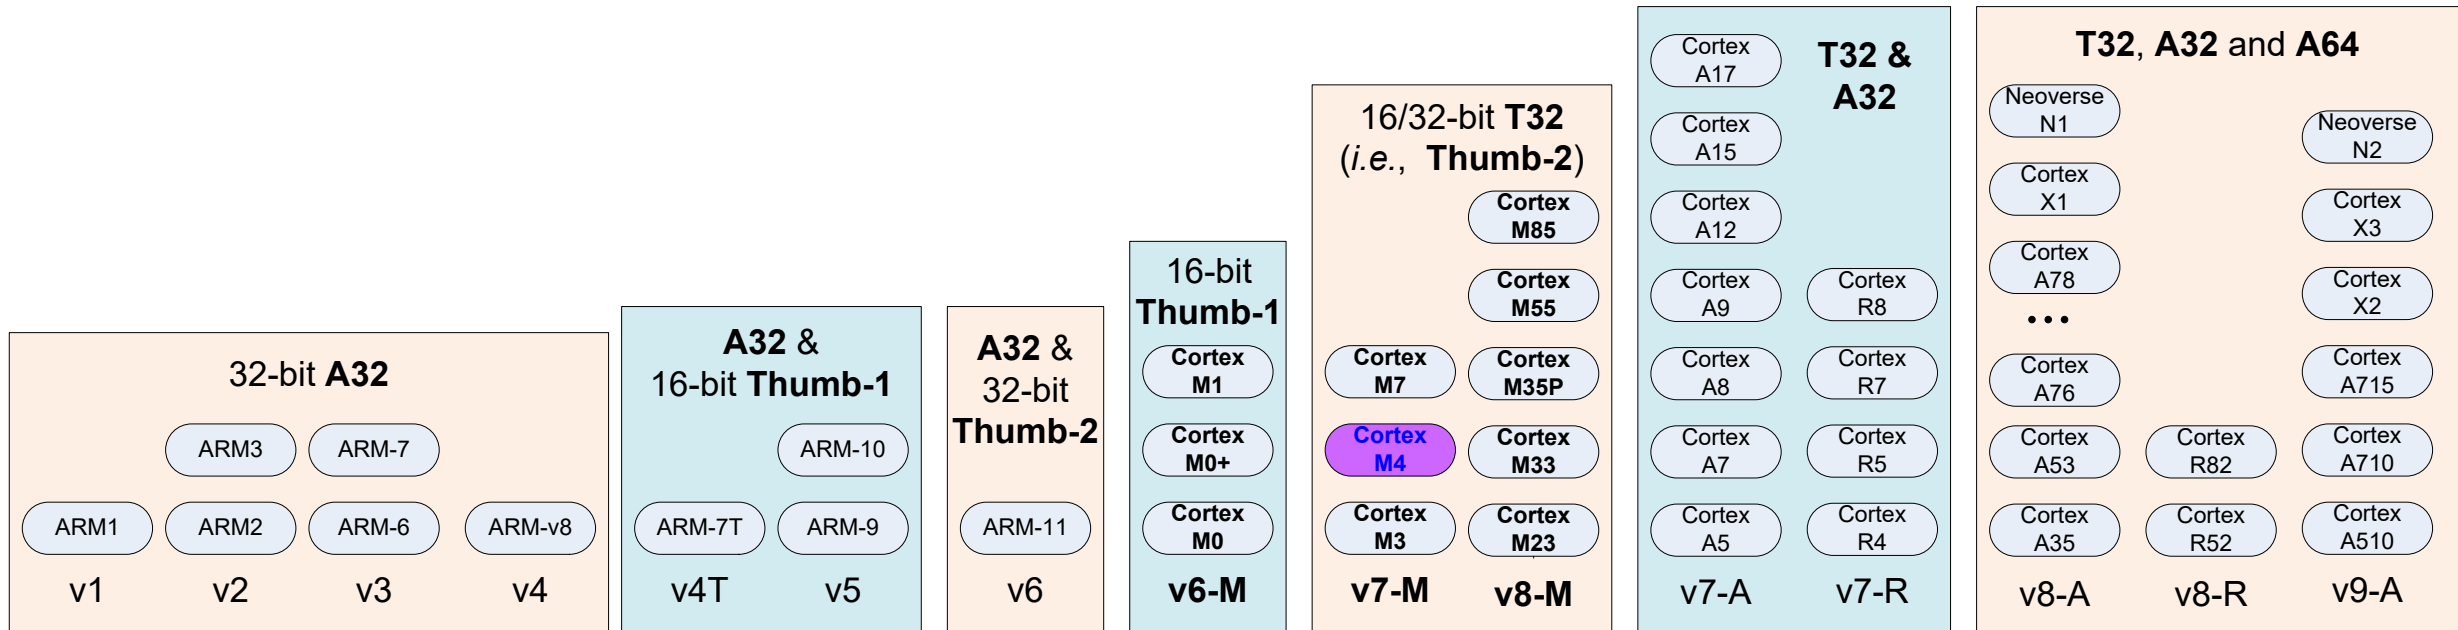 32-bit A32
ARM3
ARM-7
ARM1
ARM2
ARM-6
ARM-v8
v1
v2
v3
v4
A32 &
16-bit Thumb-1
ARM-10
ARM-7T
ARM-9
v4T
v5
A32 &
32-bit
Thumb-2
ARM-11
v6
16-bit
Thumb-1
Cortex
M1
Cortex
M0+
Cortex
M0
v6-M
16/32-bit T32
(i.e., Thumb-2)
Cortex
M7
Cortex
M4
Cortex
M3
v7-M
Cortex
M85
Cortex
M55
Cortex
M35P
Cortex
M33
Cortex
M23
v8-M
T32 &
A32
Cortex
A17
Cortex
A15
Cortex
A12
Cortex
A9
Cortex
A8
Cortex
A7
Cortex
A5
v7-A
Cortex
R8
Cortex
R7
Cortex
R5
Cortex
R4
v7-R
T32, A32 and A64
Neoverse
N1
Cortex
X1
Cortex
A78
...
Cortex
A76
Cortex
A53
Cortex
A35
v8-A
Cortex
R82
Cortex
R52
v8-R
Neoverse
N2
Cortex
X3
Cortex
X2
Cortex
A715
Cortex
A710
Cortex
A510
v9-A